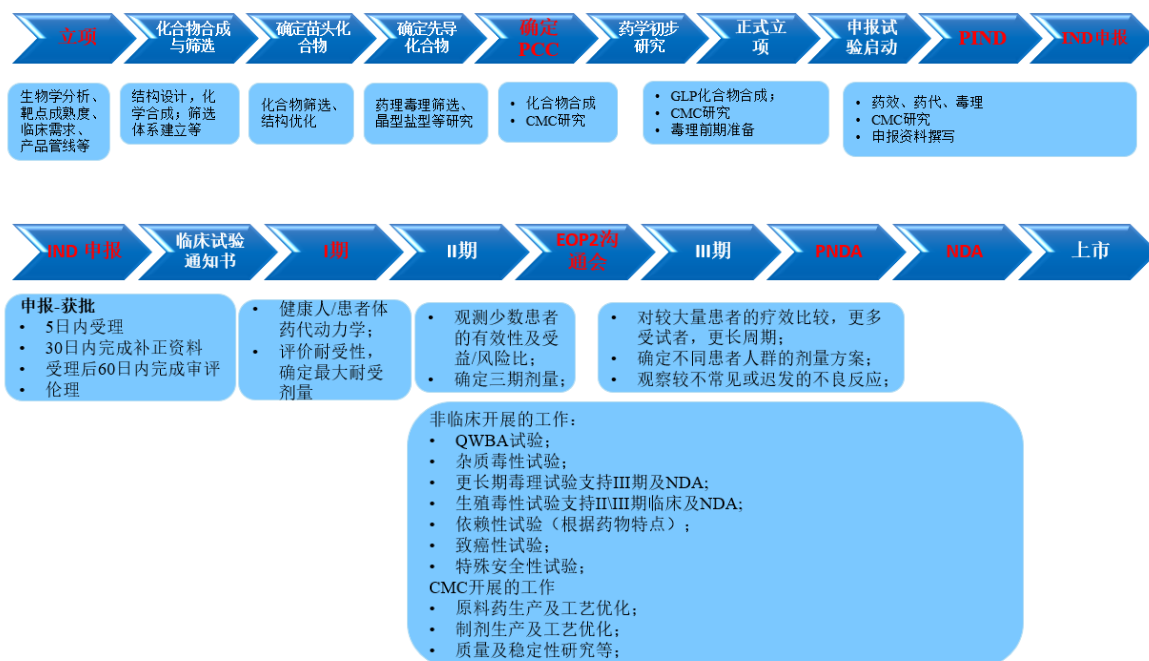 立项
化合物合成
与筛选
确定苗头化
合物
确定先导
化合物
确定
PCC
药学初步
研究
正式立
项
申报试
验启动
PIND
IND申报
生物学分析、
靶点成熟度、
临床需求、
产品管线等
结构设计，化
学合成；筛选
体系建立等
化合物筛选、
结构优化
药理毒理筛选、
晶型盐型等研究
• 化合物合成
• CMC研究
• GLP化合物合成；
• CMC研究
• 毒理前期准备
• 药效、药代、毒理
• CMC研究
• 申报资料撰写
IND 申报
临床试验
通知书
I期
II期
EOP2沟
通会
III期
PNDA
NDA
上市
申报-获批
• 5日内受理
• 30日内完成补正资料
• 受理后60日内完成审评
• 伦理
• 健康人/患者体
药代动力学；
• 评价耐受性，
确定最大耐受
剂量
• 观测少数患者
的有效性及受
益/风险比；
• 确定三期剂量；
• 对较大量患者的疗效比较，更多
受试者，更长周期；
• 确定不同患者人群的剂量方案；
• 观察较不常见或迟发的不良反应；
非临床开展的工作：
• QWBA试验；
• 杂质毒性试验；
• 更长期毒理试验支持III期及NDA;
• 生殖毒性试验支持II\III期临床及NDA;
• 依赖性试验（根据药物特点）；
• 致癌性试验；
• 特殊安全性试验；
CMC开展的工作
• 原料药生产及工艺优化；
• 制剂生产及工艺优化；
• 质量及稳定性研究等；